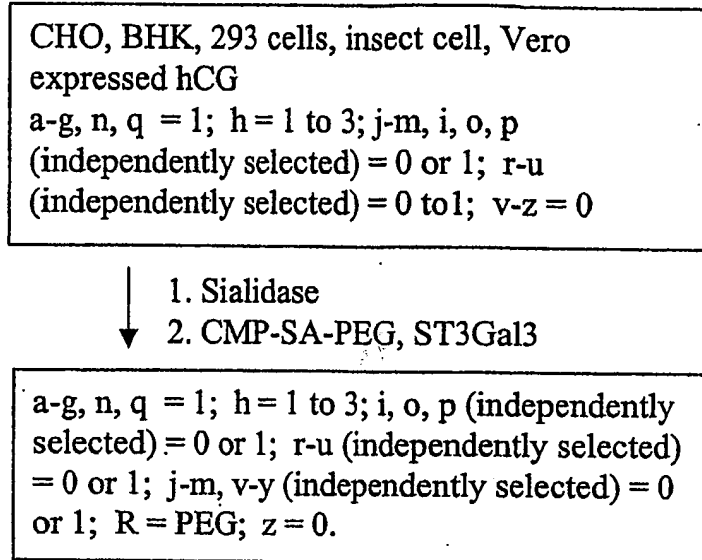 CHO, BHK, 293 cells, insect cell, Vero
expressed hCG
a-g, n, q = 1; h = 1 to 3; j-m, i, o, p
(independently selected) = 0 or 1; r-u
(independently selected) = 0 to1; v-z = 0
1. Sialidase
2. CMP-SA-PEG, ST3Gal3
a-g, n, q = 1; h = 1 to 3; i, o, p (independently
selected) = 0 or 1; r-u (independently selected)
= 0 or 1; j-m, v-y (independently selected) = 0
or 1; R = PEG; z = 0.